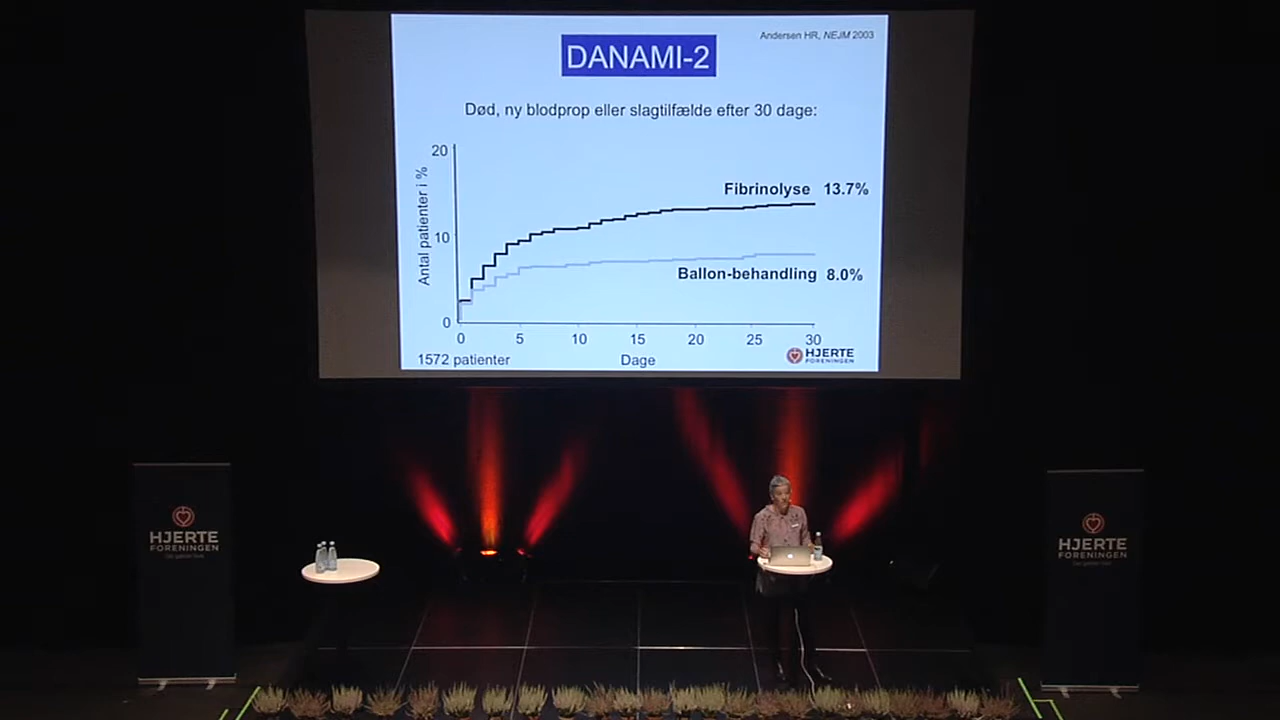 Andersen HR, NEJM 2003
DANAMI-2
Død, ny blodprop eller slagtilfælde efter 30 dage:
Antal patienter i %
20
10
0
Fibrinolyse 13.7%
Ballon-behandling 8.0%
0 5 10 15 20 25 30
1572 patienter
Dage
HJERTE
FORENINGEN
HJERTE
FORENINGEN
HJERTE
FORENINGEN